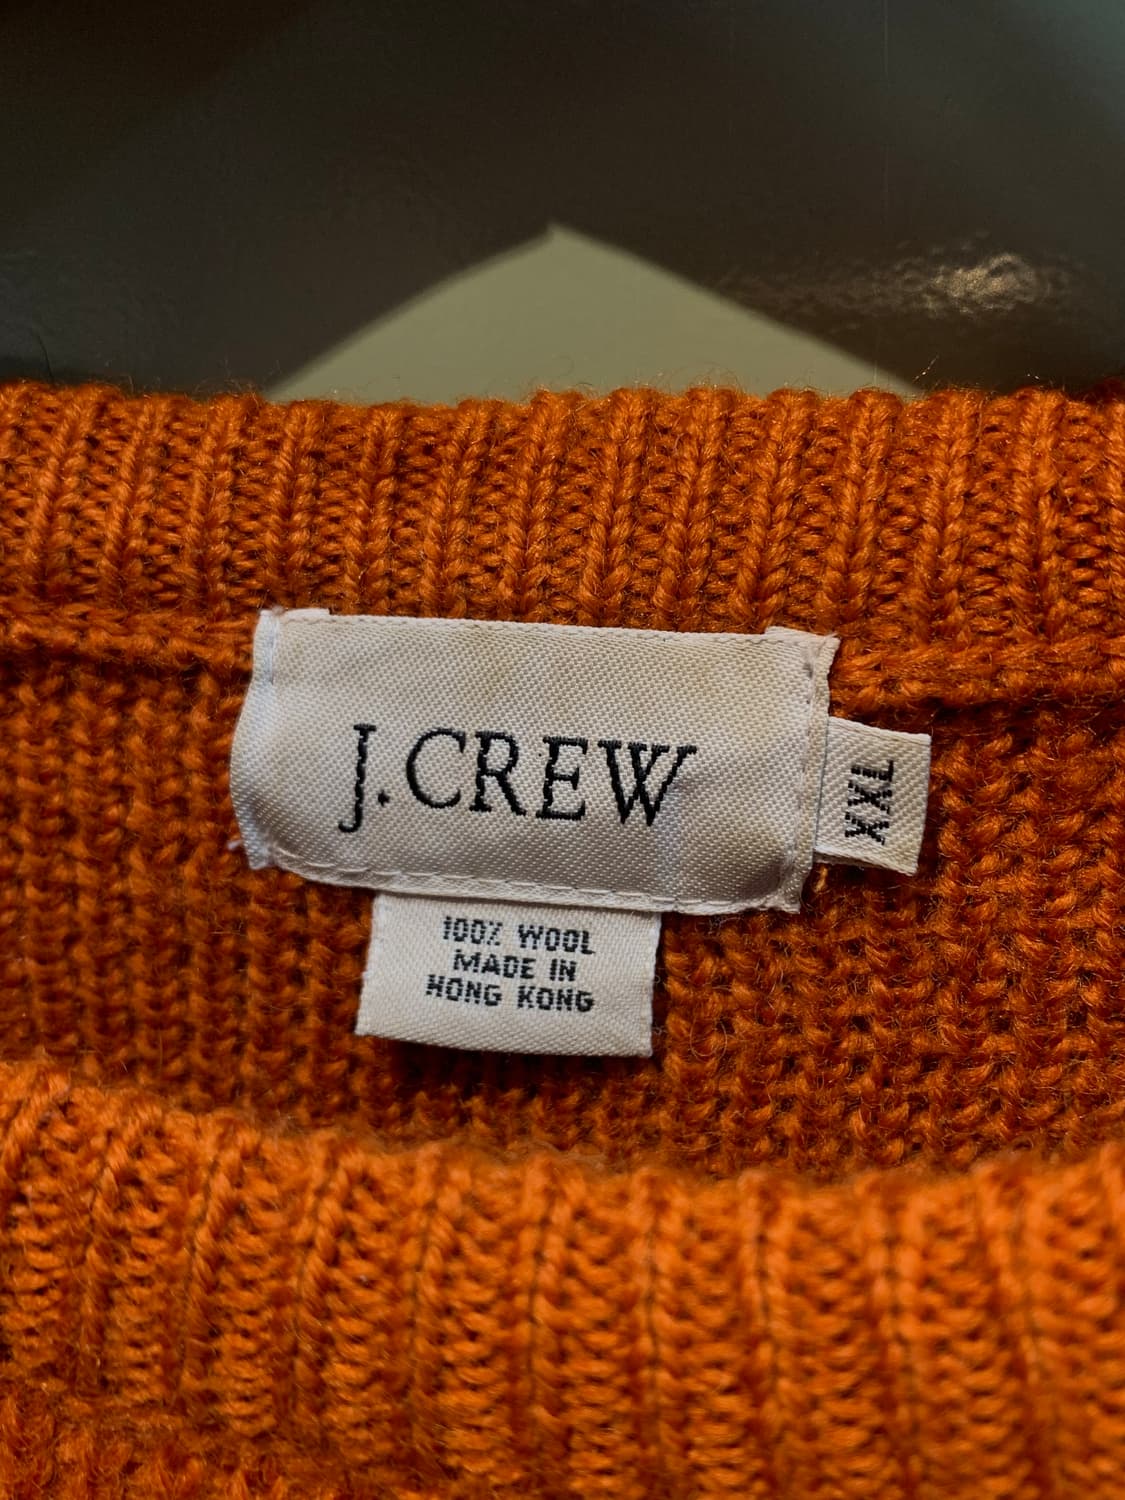 J.CREW
XXL
100% WOOL
MADE IN
HONG KONG